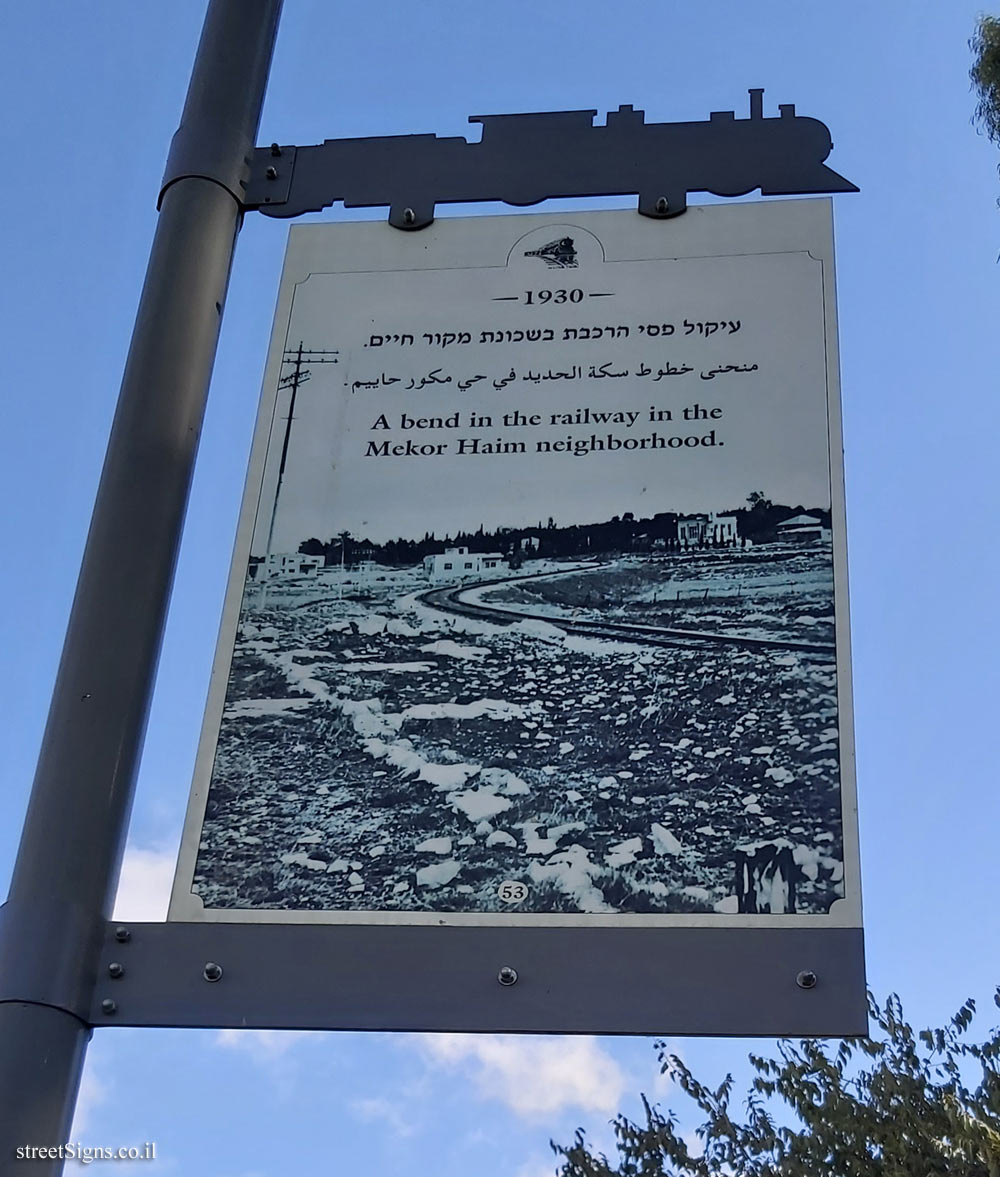 1930
עיקול פסי הרכבת בשכונת מקור חיים.
منحنى خطوط سكة الحديد في حي مكور حاييم.
A bend in the railway in the
Mekor Haim neighborhood.
53
streetSigns.co.il